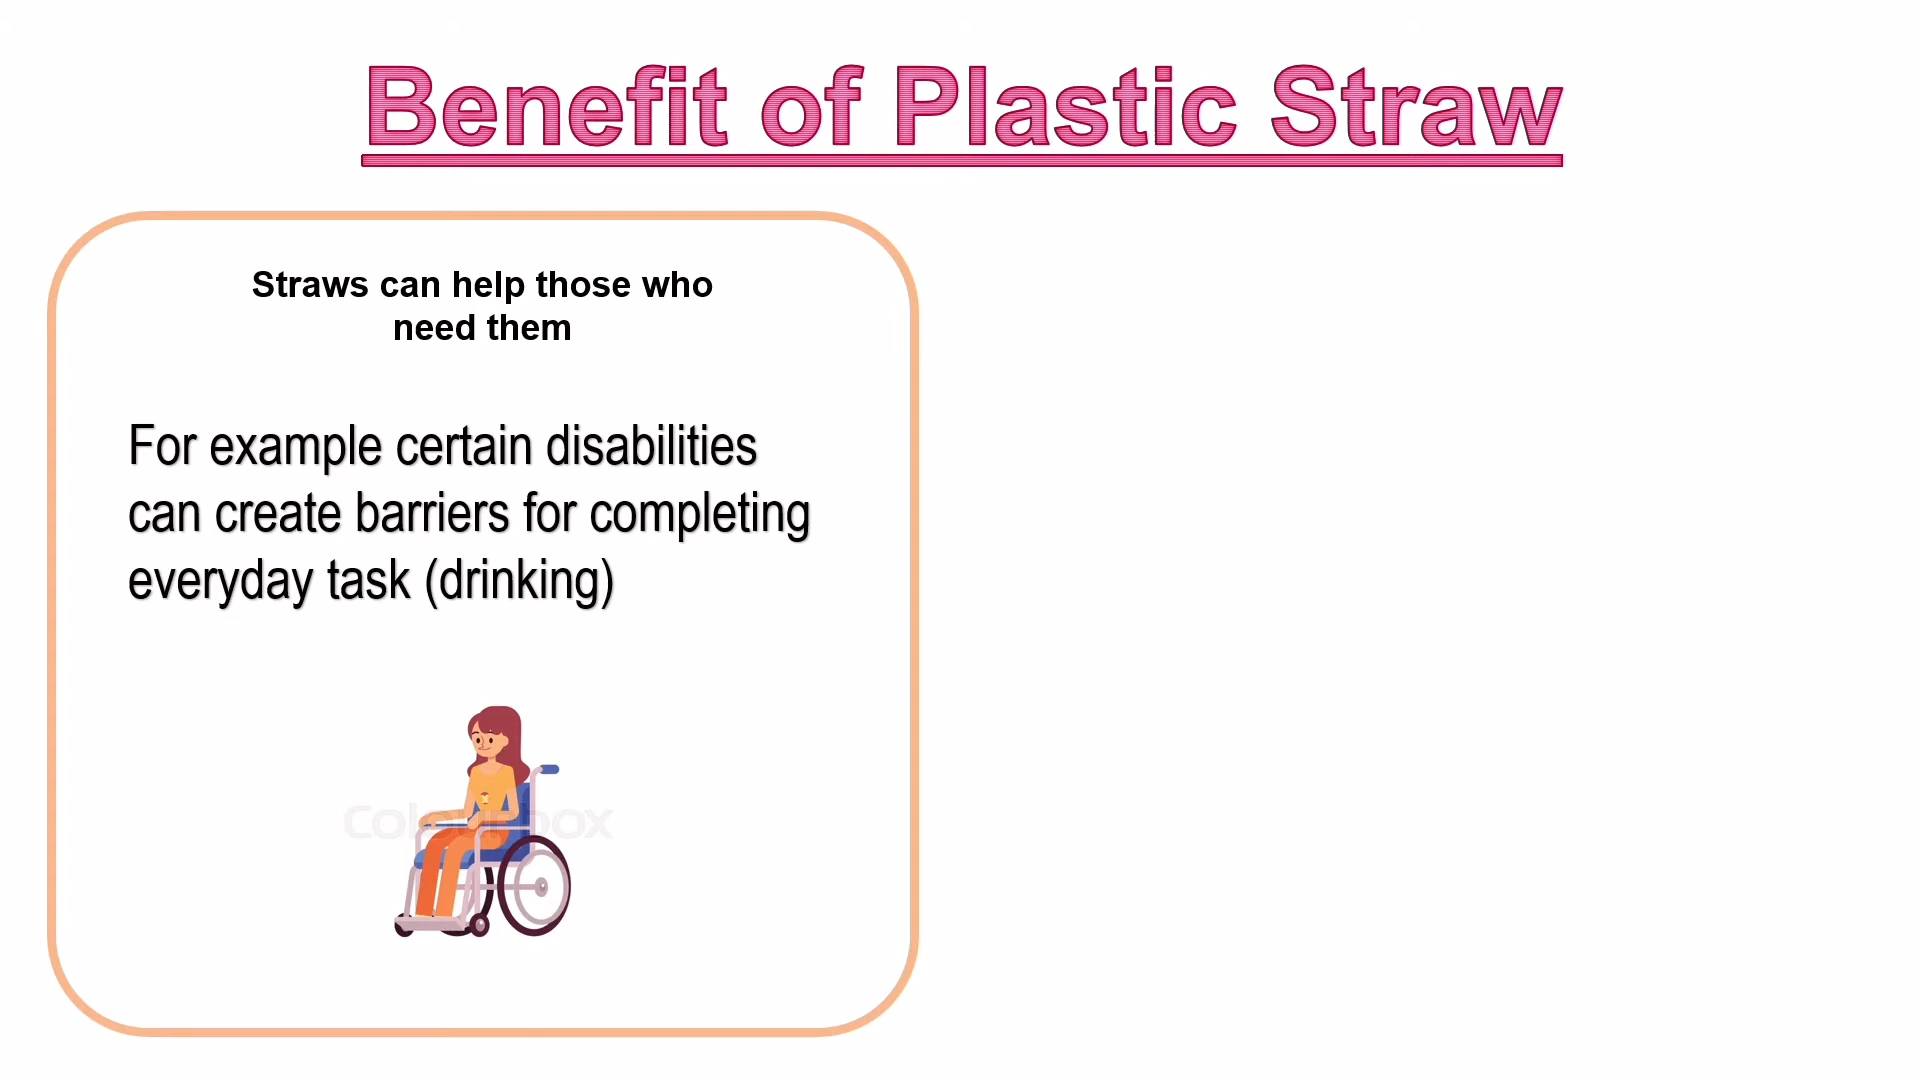 Benefit of Plastic Straw
Straws can help those who
need them
For example certain disabilities
can create barriers for completing
everyday task (drinking)
Colourbox